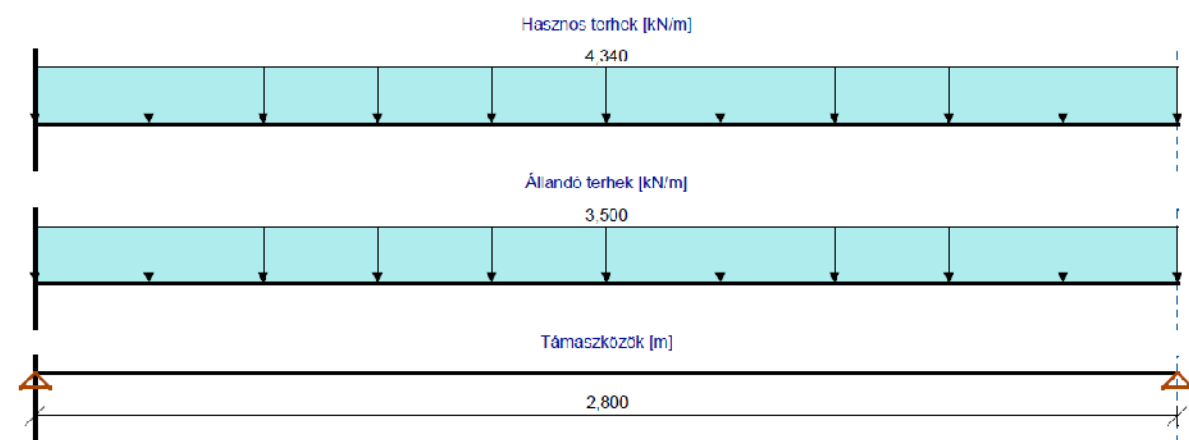 Hasznos terhek [kN/m]
4,340
Állandó terhek [kN/m]
3,500
Támaszközök [m]
2,800